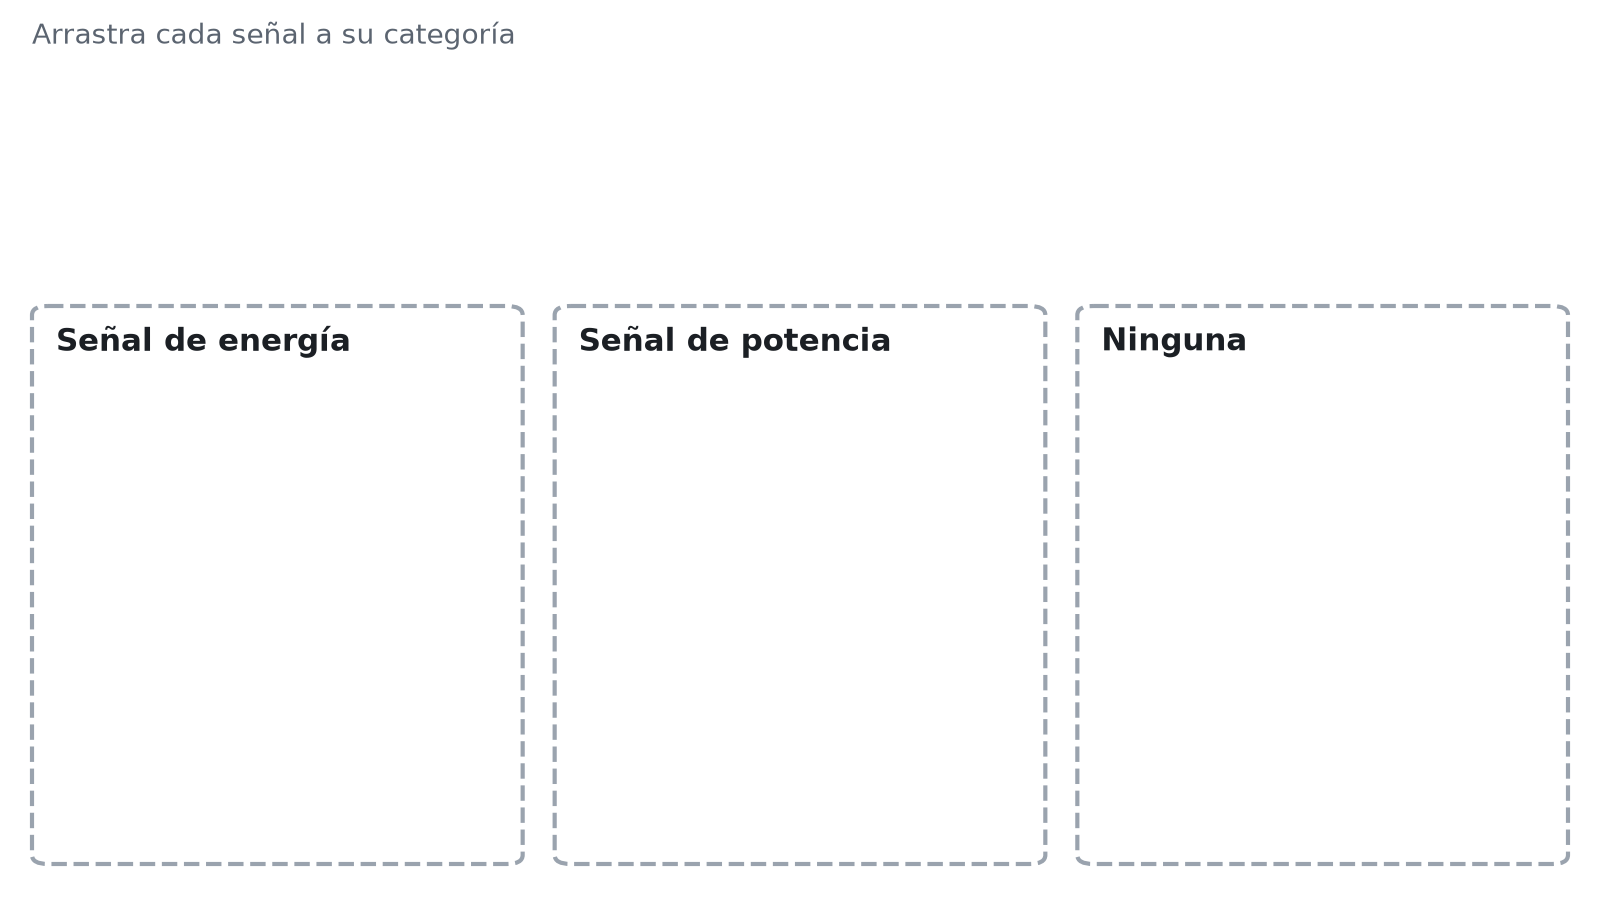 Arrastra cada señal a su categoría
Señal de energía
Señal de potencia
Ninguna